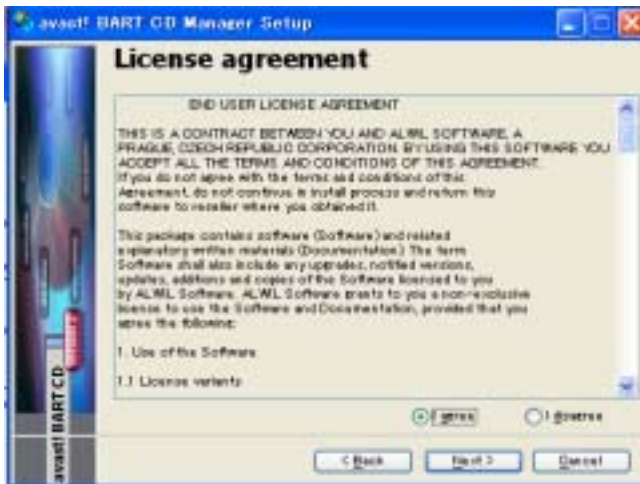 avast! BART CD Manager Setup
License agreement
END USER LICENSE AGREEMENT
THIS IS A CONTRACT BETWEEN YOU AND ALWIL SOFTWARE, A
PRAGUE, CZECH REPUBLIC CORPORATION. BY USING THIS SOFTWARE YOU
ACCEPT ALL THE TERMS AND CONDITIONS OF THIS AGREEMENT.
If you do not agree with the terms and conditions of this
Agreement, do not continue in install process and return this
software to reseller where you obtained it.
This package contains software (Software) and related
explanatory written materials (Documentation). The term
Software shall also include any upgrades, notified versions,
updates, additions and copies of the Software licensed to you
by ALWIL Software. ALWIL Software grants to you a non-exclusive
license to use the Software and Documentation, provided that you
agree the following:
1. Use of the Software
1.1 License variants
I agree
I disagree
< Back
Next >
Cancel
avast! BART CD